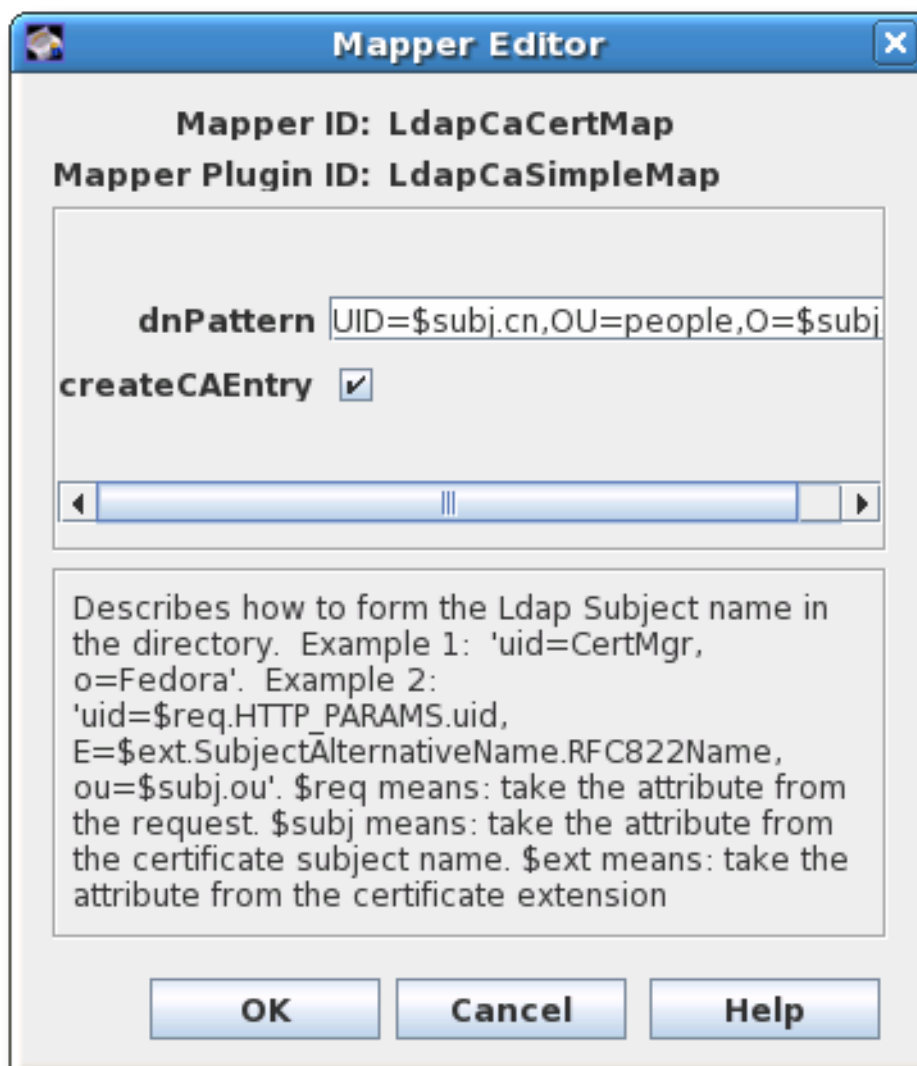 Mapper Editor
Mapper ID: LdapCaCertMap
Mapper Plugin ID: LdapCaSimpleMap
dnPattern UID=$subj.cn,OU=people,O=$subj
createCAEntry
Describes how to form the Ldap Subject name in
the directory. Example 1: 'uid=CertMgr,
o=Fedora'. Example 2:
'uid=$req.HTTP_PARAMS.uid,
E=$ext.SubjectAlternativeName.RFC822Name,
ou=$subj.ou'. $req means: take the attribute from
the request. $subj means: take the attribute from
the certificate subject name. $ext means: take the
attribute from the certificate extension
OK Cancel Help